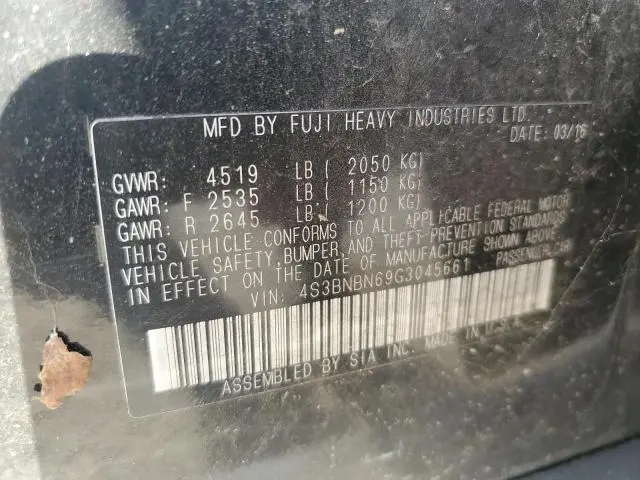 MFD BY FUJI HEAVY INDUSTRIES LTD.
DATE: 03/16
GVWR: 4519 LB ( 2050 KG)
GAWR: F 2535 LB ( 1150 KG)
GAWR: R 2645 LB ( 1200 KG)
THIS VEHICLE CONFORMS TO ALL APPLICABLE FEDERAL MOTOR
VEHICLE SAFETY, BUMPER, AND THEFT PREVENTION STANDARDS
IN EFFECT ON THE DATE OF MANUFACTURE SHOWN ABOVE.
VIN: 4S3BNBN69G3045661 PASSENGER CAR
ASSEMBLED BY SIA INC. MADE IN U.S.A.